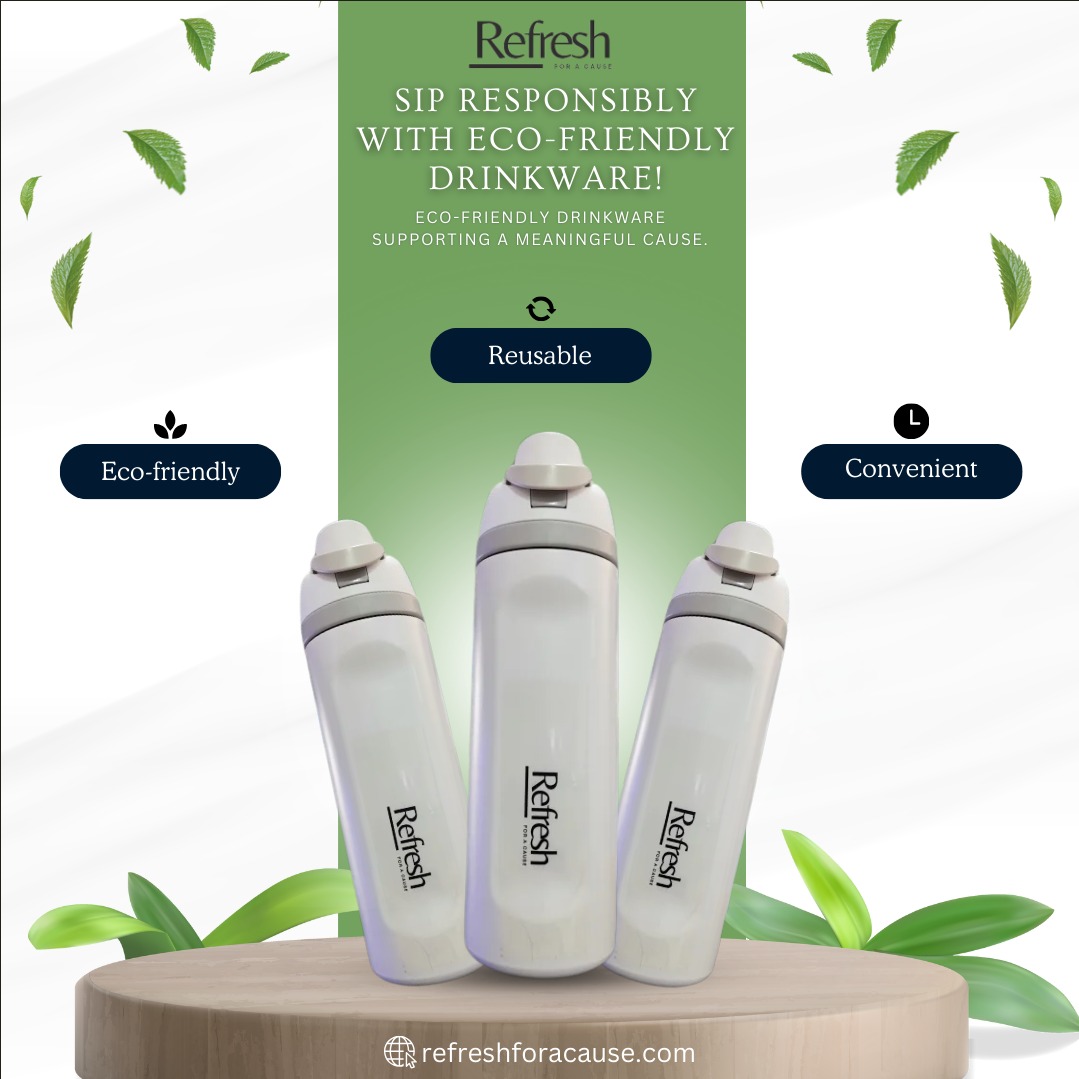 Refresh
FOR A CAUSE
SIP RESPONSIBLY
WITH ECO-FRIENDLY
DRINKWARE!
ECO-FRIENDLY DRINKWARE
SUPPORTING A MEANINGFUL CAUSE.
Reusable
Eco-friendly
Convenient
Refresh
FOR A CAUSE
Refresh
FOR A CAUSE
Refresh
FOR A CAUSE
refreshforacause.com